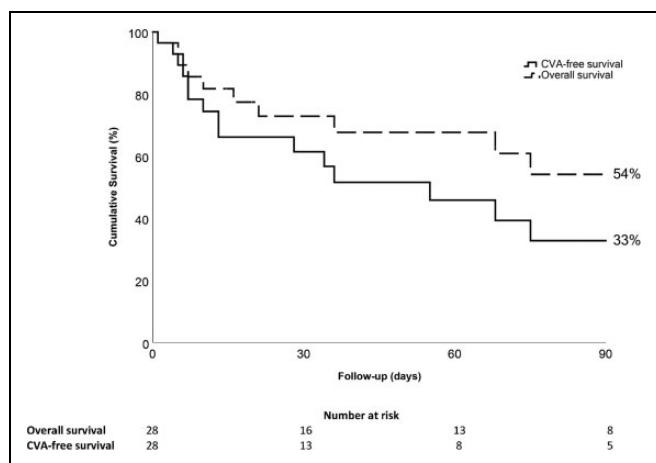 100
80
60
40
20
0
Cumulative Survival (%)
CVA-free survival
Overall survival
54%
33%
0 30 60 90
Follow-up (days)
Number at risk
Overall survival 28 16 13 8
CVA-free survival 28 13 8 5